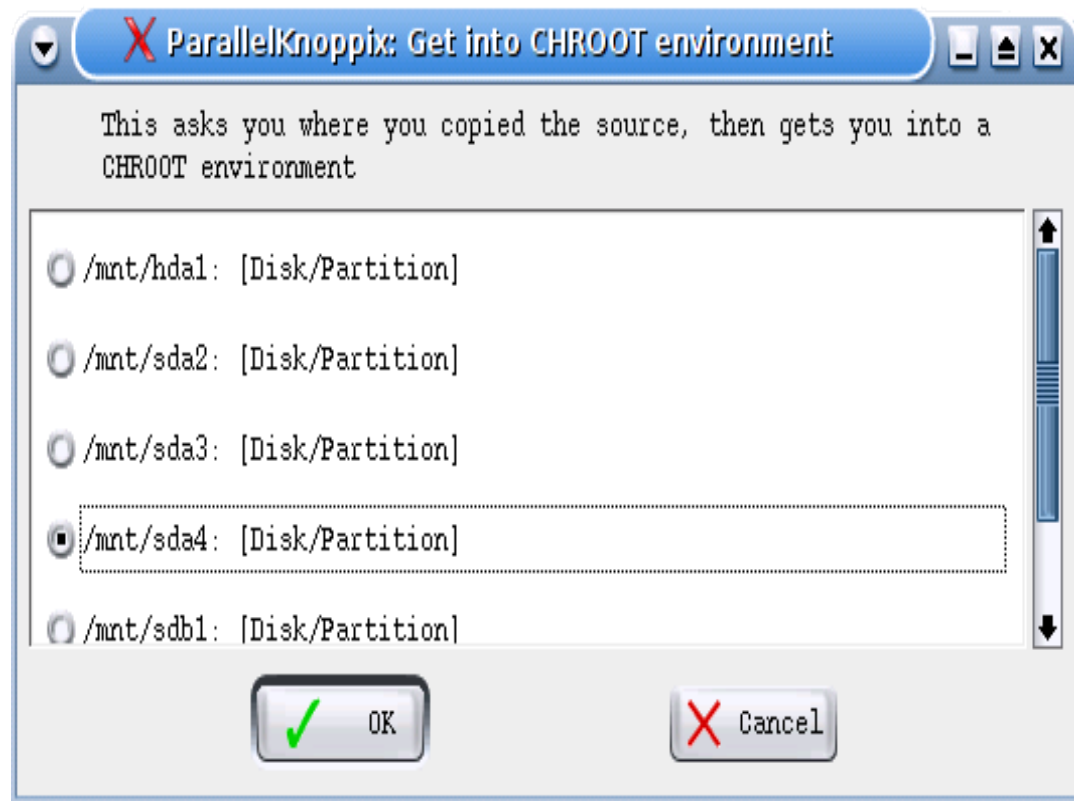 ParallelKnoppix: Get into CHROOT environment
This asks you where you copied the source, then gets you into a
CHROOT environment
/mnt/hda1: [Disk/Partition]
/mnt/sda2: [Disk/Partition]
/mnt/sda3: [Disk/Partition]
/mnt/sda4: [Disk/Partition]
/mnt/sdb1: [Disk/Partition]
OK Cancel